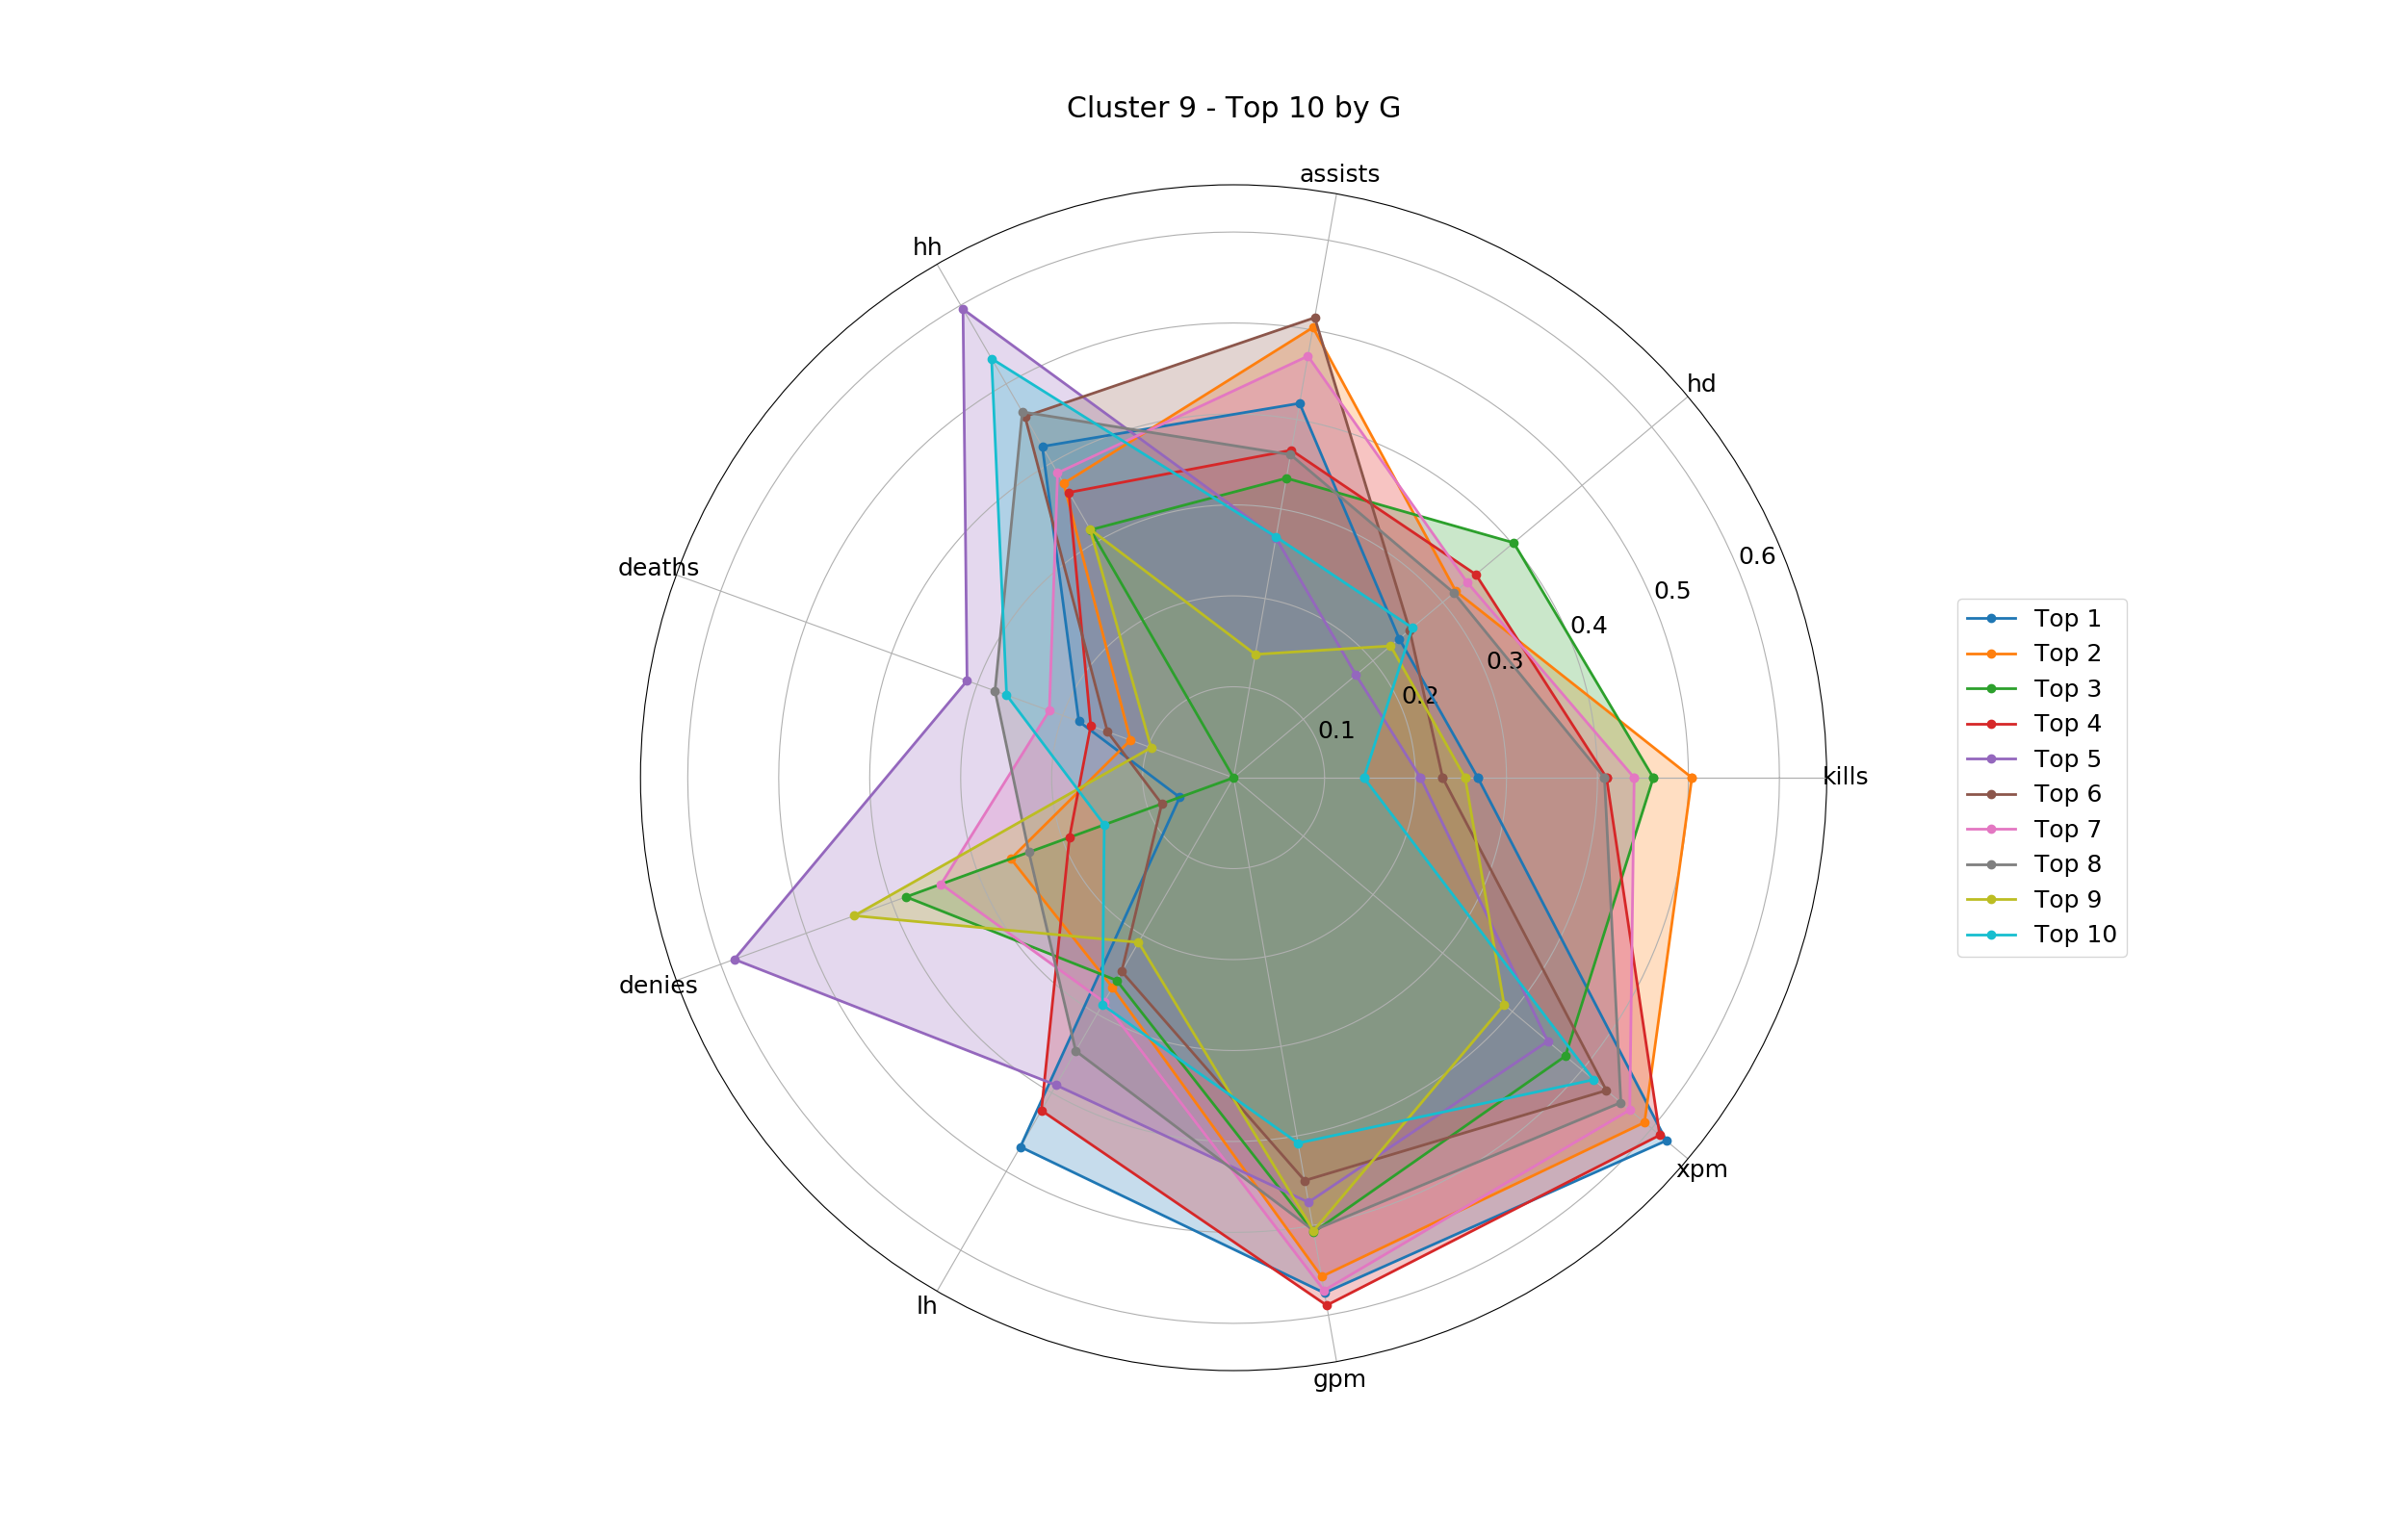 Cluster 9 - Top 10 by G
assists
hh
hd
deaths
0.6
0.5
0.4
0.3
0.2
0.1
kills
denies
xpm
lh
gpm
Top 1
Top 2
Top 3
Top 4
Top 5
Top 6
Top 7
Top 8
Top 9
Top 10